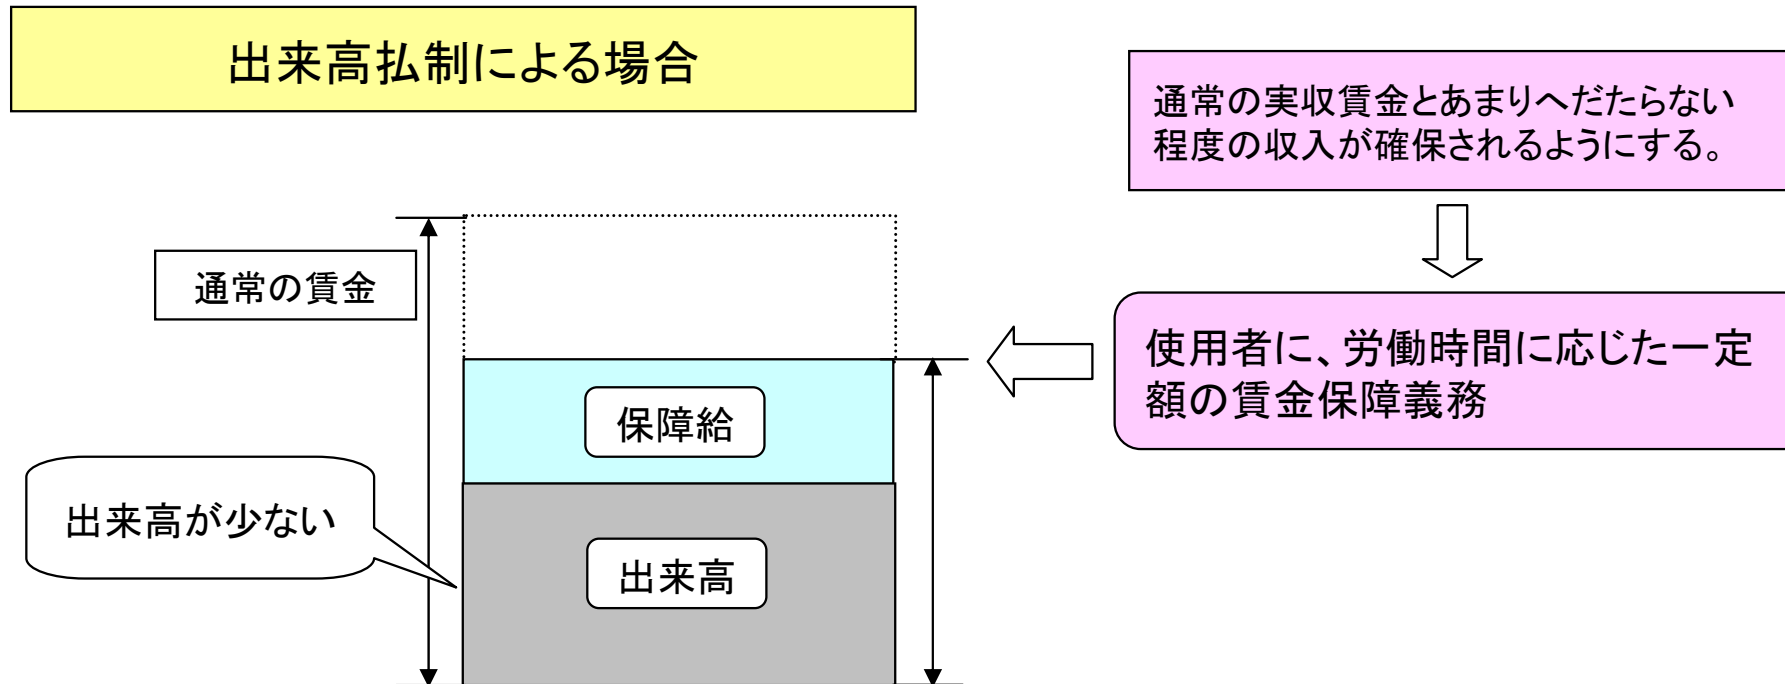 出来高払制による場合
通常の実収賃金とあまりへだたらない
程度の収入が確保されるようにする。
通常の賃金
使用者に、労働時間に応じた一定
額の賃金保障義務
保障給
出来高が少ない
出来高